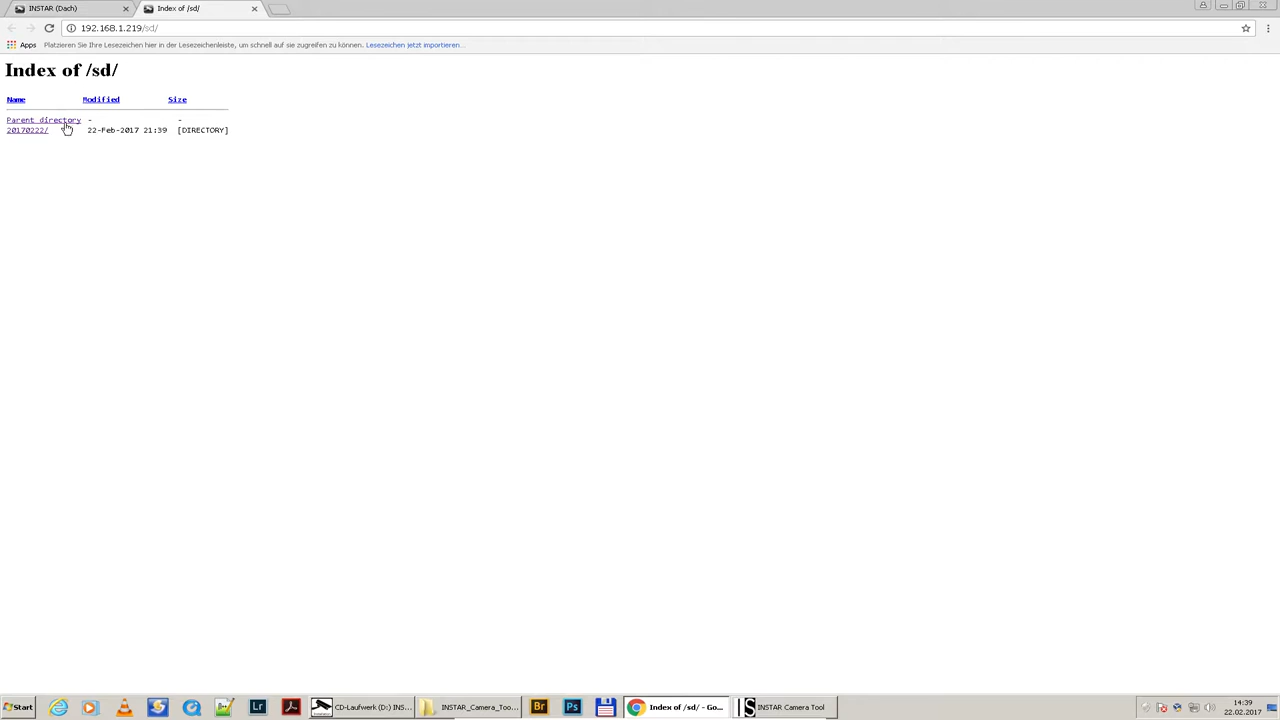 INSTAR (Dach)
Index of /sd/
192.168.1.219/sd/
Apps Platzieren Sie Ihre Lesezeichen hier in der Lesezeichenleiste, um schnell auf sie zugreifen zu können. Lesezeichen jetzt importieren...
Index of /sd/
Name Modified Size
Parent directory - -
20170222/ 22-Feb-2017 21:39 [DIRECTORY]
Start
Lr
CD-Laufwerk (D:) INS...
INSTAR_Camera_Too...
Br
Ps
Index of /sd/ - Go...
INSTAR Camera Tool
14:39
22.02.2017